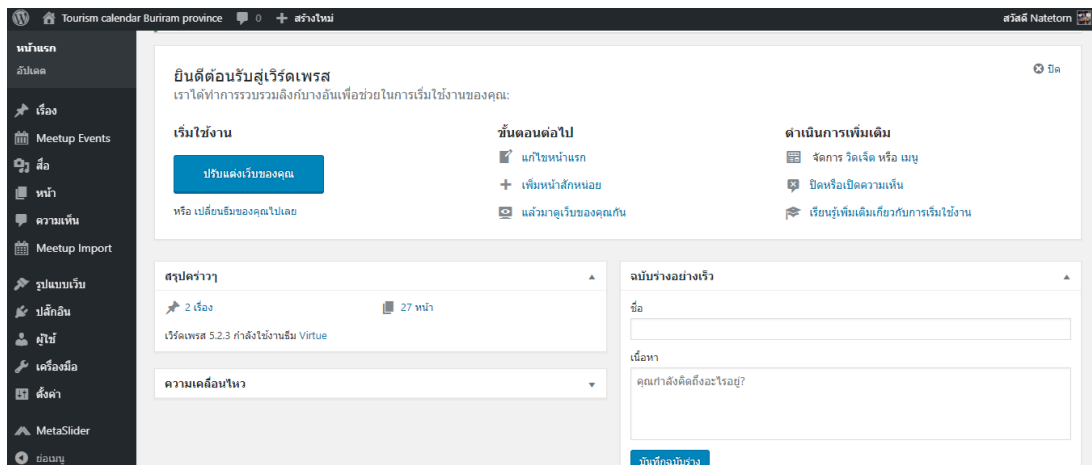 Tourism calendar Buriram province 0 + สร้างใหม่ สวัสดี Natetorn
หน้าแรก
อัปเดต
เรื่อง
Meetup Events
สื่อ
หน้า
ความเห็น
Meetup Import
รูปแบบเว็บ
ปลั๊กอิน
ผู้ใช้
เครื่องมือ
ตั้งค่า
MetaSlider
ย่อเมนู
ยินดีต้อนรับสู่เวิร์ดเพรส
ปิด
เราได้ทำการรวบรวมลิงก์บางอันเพื่อช่วยในการเริ่มใช้งานของคุณ:
เริ่มใช้งาน
ปรับแต่งเว็บของคุณ
หรือ เปลี่ยนธีมของคุณไปเลย
ขั้นตอนต่อไป
แก้ไขหน้าแรก
เพิ่มหน้าสักหน่อย
แล้วมาดูเว็บของคุณกัน
ดำเนินการเพิ่มเติม
จัดการ วิดเจ็ต หรือ เมนู
ปิดหรือเปิดความเห็น
เรียนรู้เพิ่มเติมเกี่ยวกับการเริ่มใช้งาน
สรุปคร่าวๆ
2 เรื่อง 27 หน้า
เวิร์ดเพรส 5.2.3 กำลังใช้งานธีม Virtue
ความเคลื่อนไหว
ฉบับร่างอย่างเร็ว
ชื่อ
เนื้อหา
คุณกำลังคิดถึงอะไรอยู่?
บันทึกฉบับร่าง